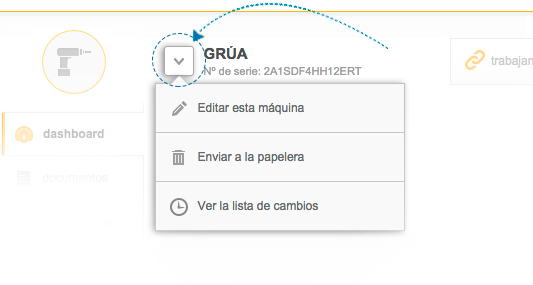 GRÚA
Nº de serie: 2A1SDF4HH12ERT
trabajan
Editar esta máquina
dashboard
Enviar a la papelera
documentos
Ver la lista de cambios